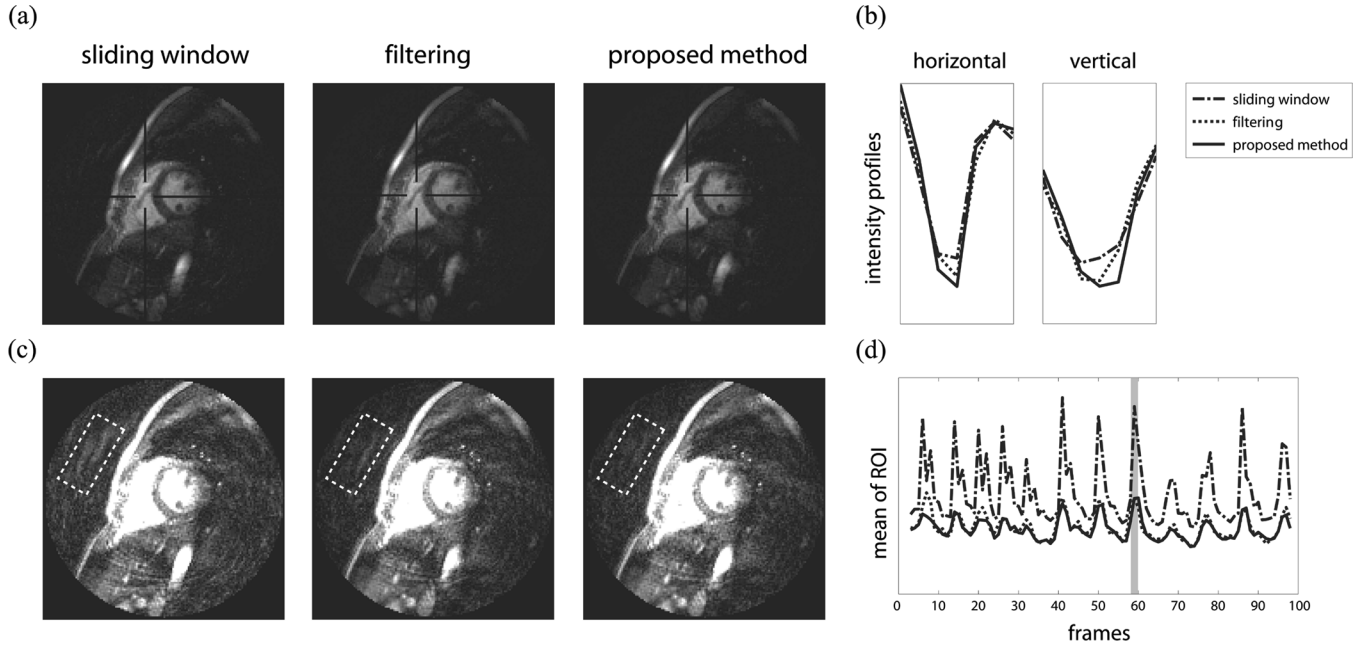 (a)
sliding window
filtering
proposed method
(b)
horizontal
vertical
intensity profiles
sliding window
filtering
proposed method
(c)
(d)
mean of ROI
0 10 20 30 40 50 60 70 80 90 100
frames